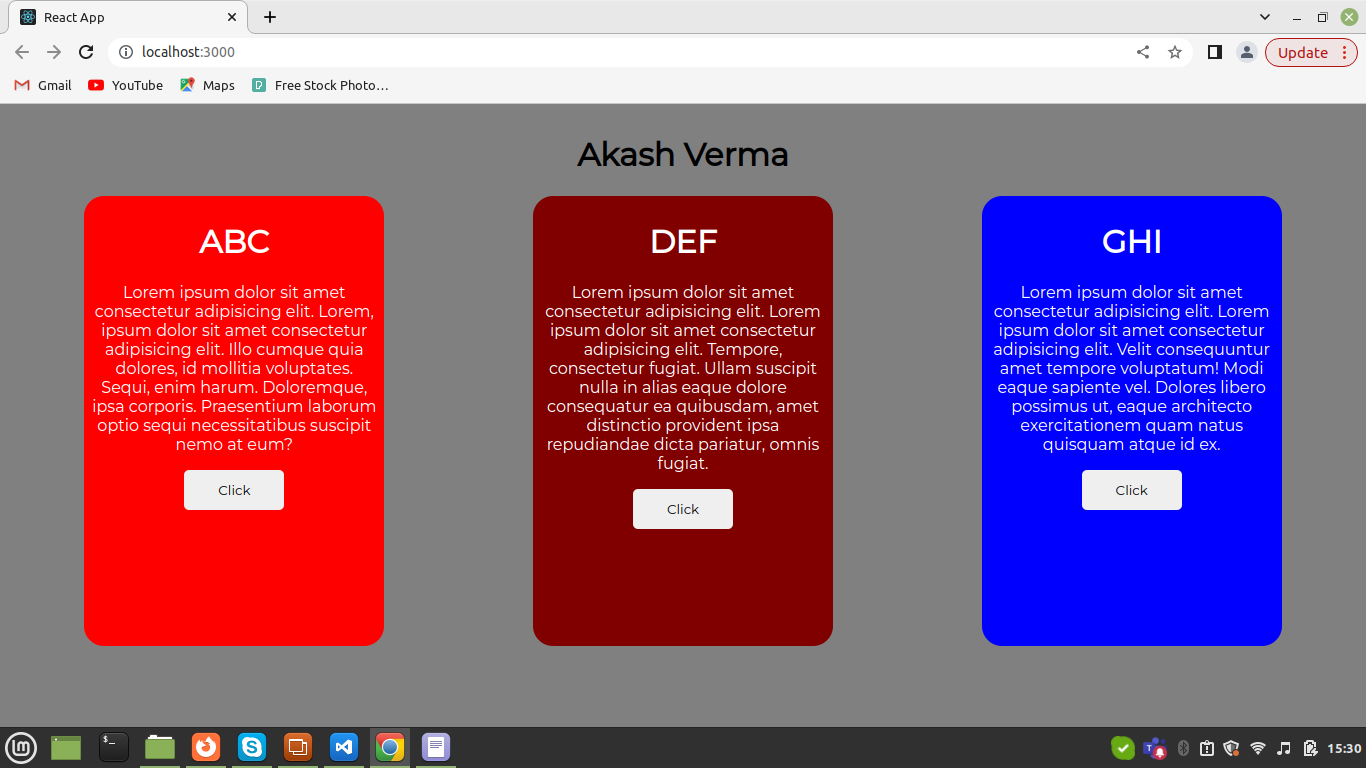 React App
localhost:3000
Update
Gmail
YouTube
Maps
Free Stock Photo…
Akash Verma
ABC
Lorem ipsum dolor sit amet
consectetur adipisicing elit. Lorem,
ipsum dolor sit amet consectetur
adipisicing elit. Illo cumque quia
dolores, id mollitia voluptates.
Sequi, enim harum. Doloremque,
ipsa corporis. Praesentium laborum
optio sequi necessitatibus suscipit
nemo at eum?
Click
DEF
Lorem ipsum dolor sit amet
consectetur adipisicing elit. Lorem
ipsum dolor sit amet consectetur
adipisicing elit. Tempore,
consectetur fugiat. Ullam suscipit
nulla in alias eaque dolore
consequatur ea quibusdam, amet
distinctio provident ipsa
repudiandae dicta pariatur, omnis
fugiat.
Click
GHI
Lorem ipsum dolor sit amet
consectetur adipisicing elit. Lorem
ipsum dolor sit amet consectetur
adipisicing elit. Velit consequuntur
amet tempore voluptatum! Modi
eaque sapiente vel. Dolores libero
possimus ut, eaque architecto
exercitationem quam natus
quisquam atque id ex.
Click
15:30